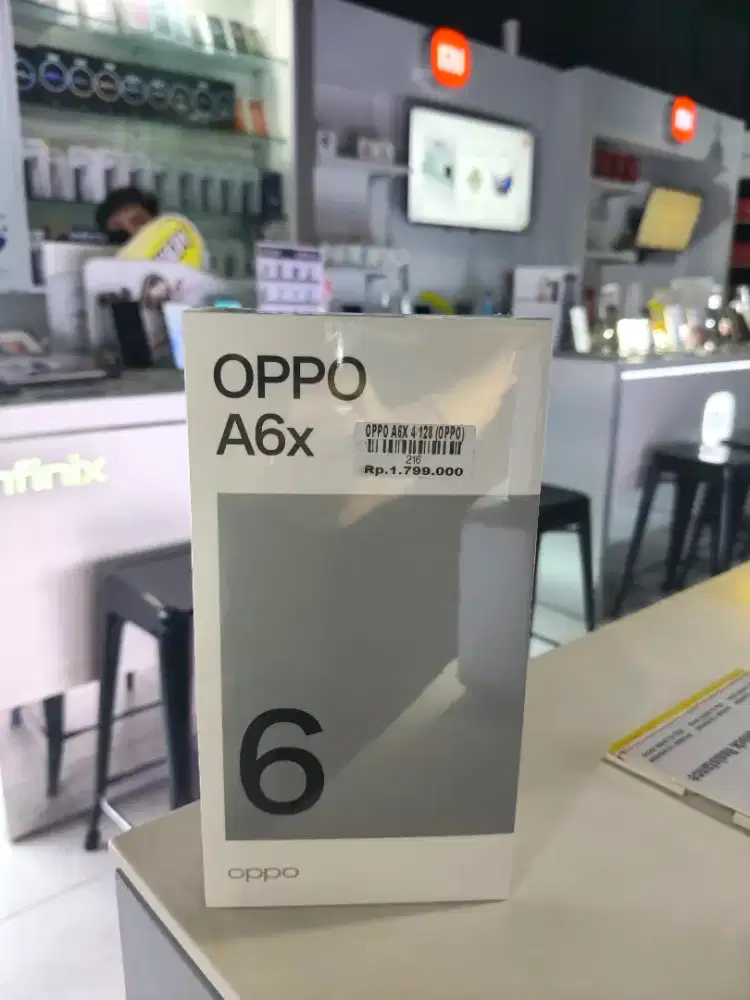 OPPO
A6x
OPPO A6X 4 128 (OPPO)
216
Rp.1.799.000
6
oppo
nfinix